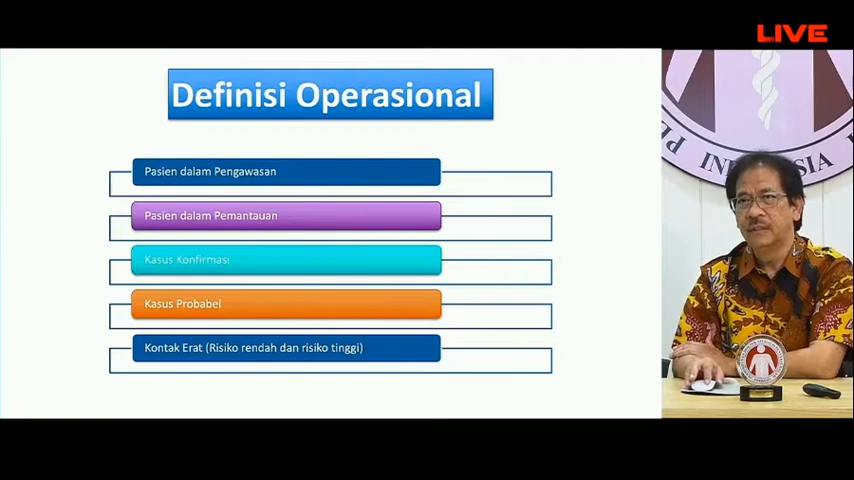 LIVE
Definisi Operasional
Pasien dalam Pengawasan
Pasien dalam Pemantauan
Kasus Konfirmasi
Kasus Probabel
Kontak Erat (Risiko rendah dan risiko tinggi)